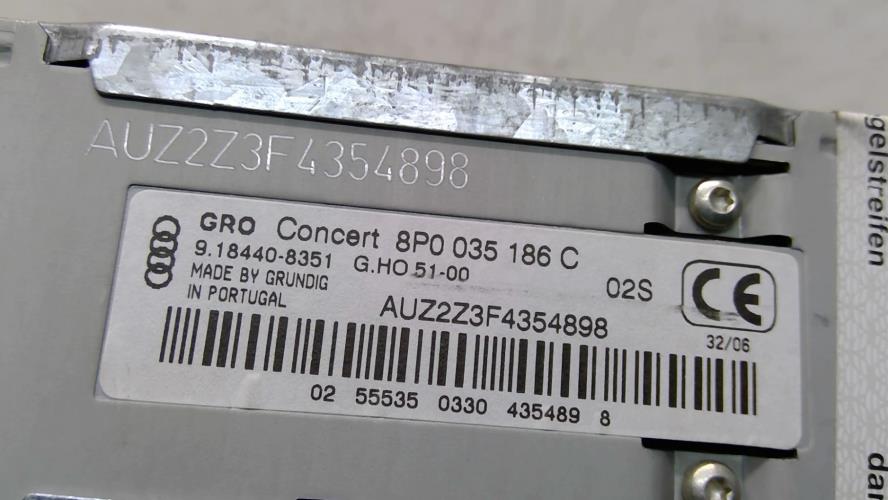 AUZ2Z3F4354898
GRO Concert 8P0 035 186 C
9.18440-8351 G.HO 51-00
MADE BY GRUNDIG
IN PORTUGAL
02S
CE
AUZ2Z3F4354898
32/06
02 55535 0330 435489 8
gelstreifen